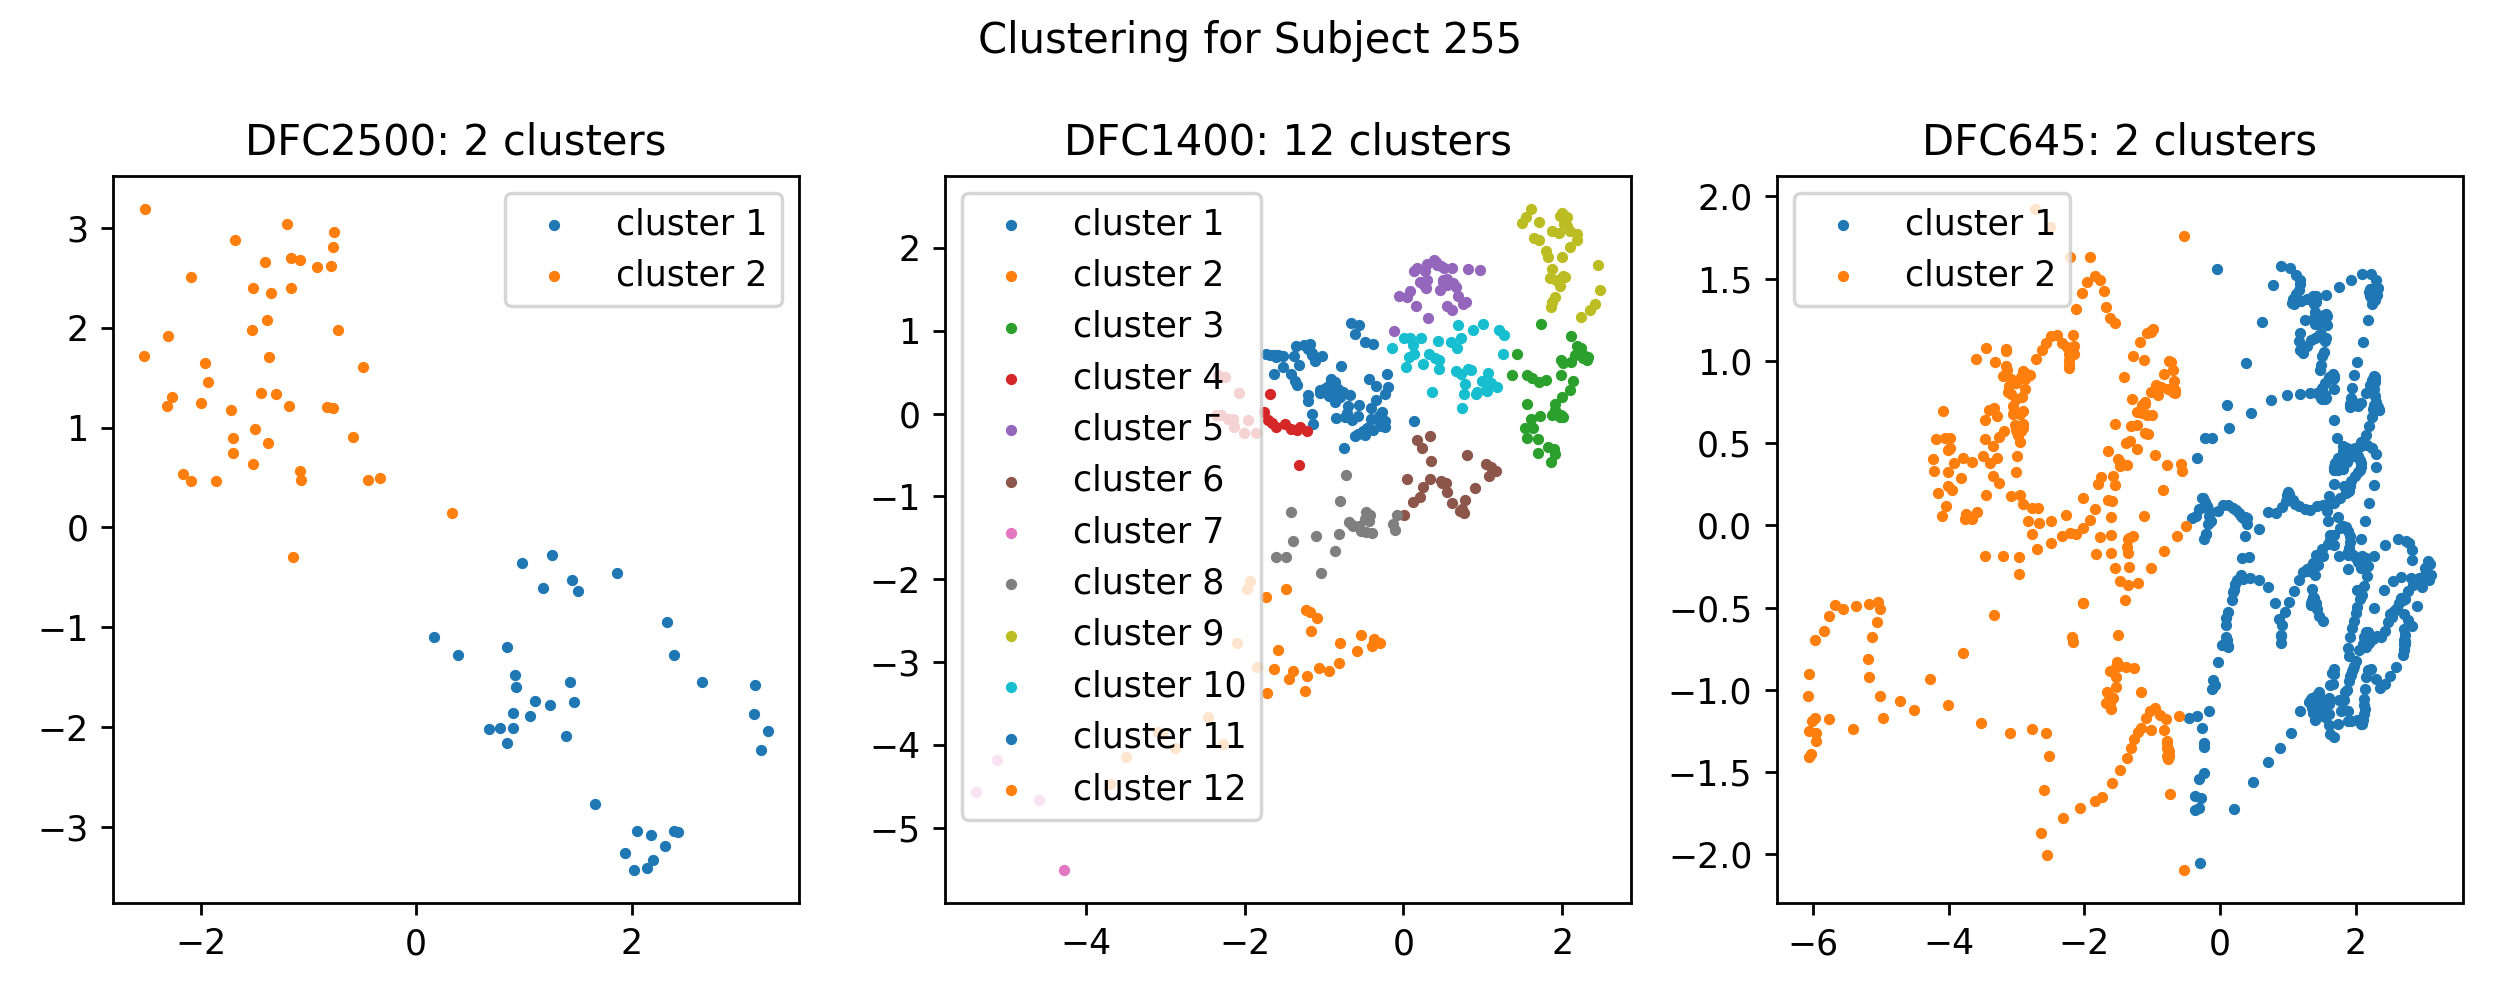 Clustering for Subject 255
DFC2500: 2 clusters
cluster 1
cluster 2
3
2
1
0
−1
−2
−3
−2
0
2
DFC1400: 12 clusters
cluster 1
cluster 2
cluster 3
cluster 4
cluster 5
cluster 6
cluster 7
cluster 8
cluster 9
cluster 10
cluster 11
cluster 12
2
1
0
−1
−2
−3
−4
−5
−4
−2
0
2
DFC645: 2 clusters
cluster 1
cluster 2
2.0
1.5
1.0
0.5
0.0
−0.5
−1.0
−1.5
−2.0
−6
−4
−2
0
2